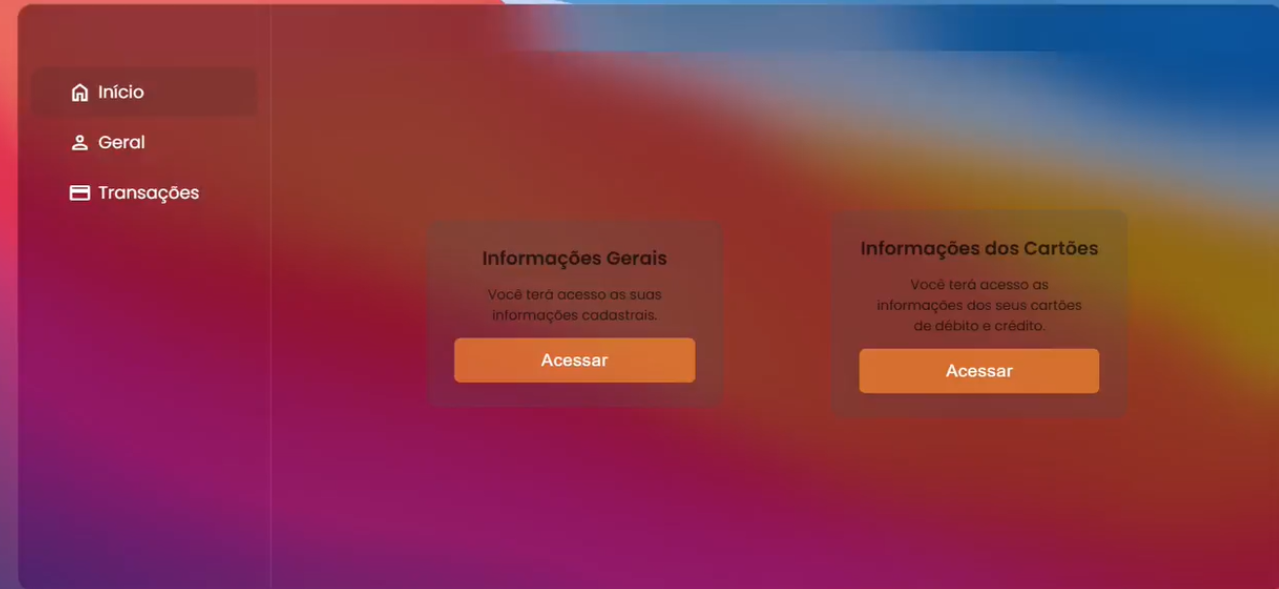 Início
Geral
Transações
Informações Gerais
Você terá acesso as suas
informações cadastrais.
Acessar
Informações dos Cartões
Você terá acesso as
informações dos seus cartões
de débito e crédito.
Acessar